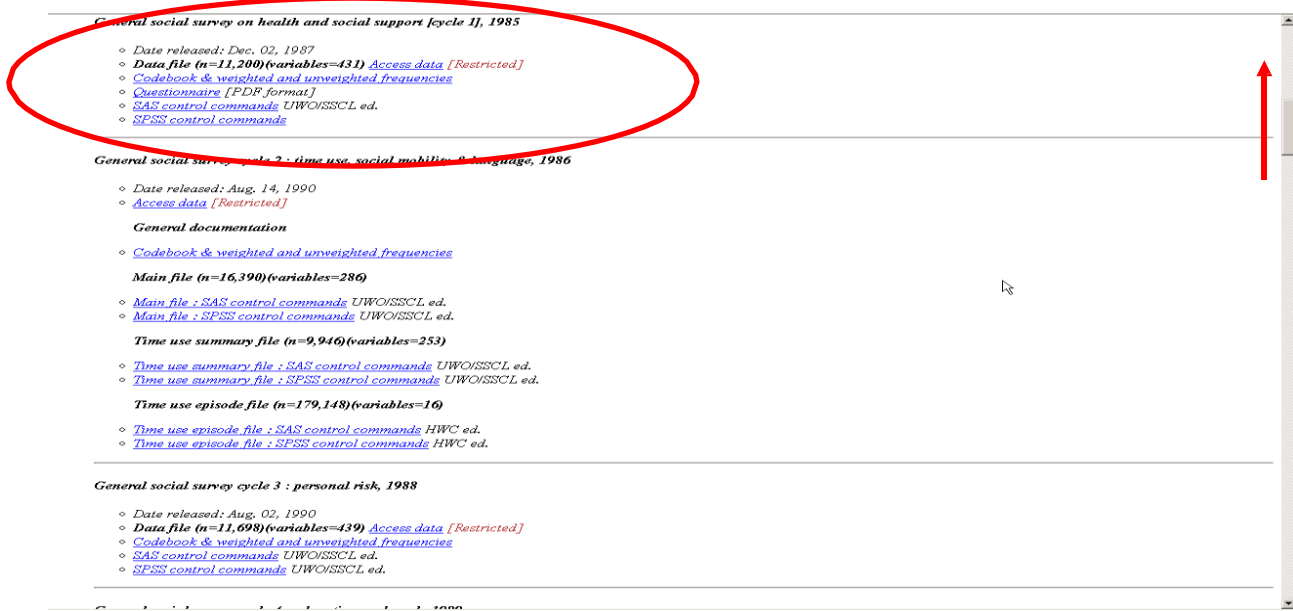 General social survey on health and social support [cycle 1], 1985
Date released: Dec. 02, 1987
Data file (n=11,200)(variables=431) Access data [Restricted]
Codebook & weighted and unweighted frequencies
Questionnaire [PDF format]
SAS control commands UWO/SSCL ed.
SPSS control commands
General social survey cycle 2 : time use, social mobility & language, 1986
Date released: Aug. 14, 1990
Access data [Restricted]
General documentation
Codebook & weighted and unweighted frequencies
Main file (n=16,390)(variables=286)
Main file : SAS control commands UWO/SSCL ed.
Main file : SPSS control commands UWO/SSCL ed.
Time use summary file (n=9,946)(variables=253)
Time use summary file : SAS control commands UWO/SSCL ed.
Time use summary file : SPSS control commands UWO/SSCL ed.
Time use episode file (n=179,148)(variables=16)
Time use episode file : SAS control commands HWC ed.
Time use episode file : SPSS control commands HWC ed.
General social survey cycle 3 : personal risk, 1988
Date released: Aug. 02, 1990
Data file (n=11,698)(variables=439) Access data [Restricted]
Codebook & weighted and unweighted frequencies
SAS control commands UWO/SSCL ed.
SPSS control commands UWO/SSCL ed.